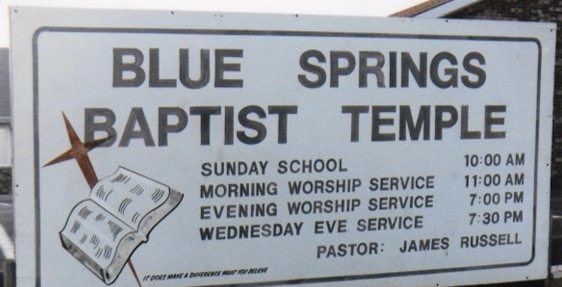 BLUE SPRINGS
BAPTIST TEMPLE
SUNDAY SCHOOL 10:00 AM
MORNING WORSHIP SERVICE 11:00 AM
EVENING WORSHIP SERVICE 7:00 PM
WEDNESDAY EVE SERVICE 7:30 PM
PASTOR: JAMES RUSSELL
IT DOES MAKE A DIFFERENCE WHAT YOU BELIEVE